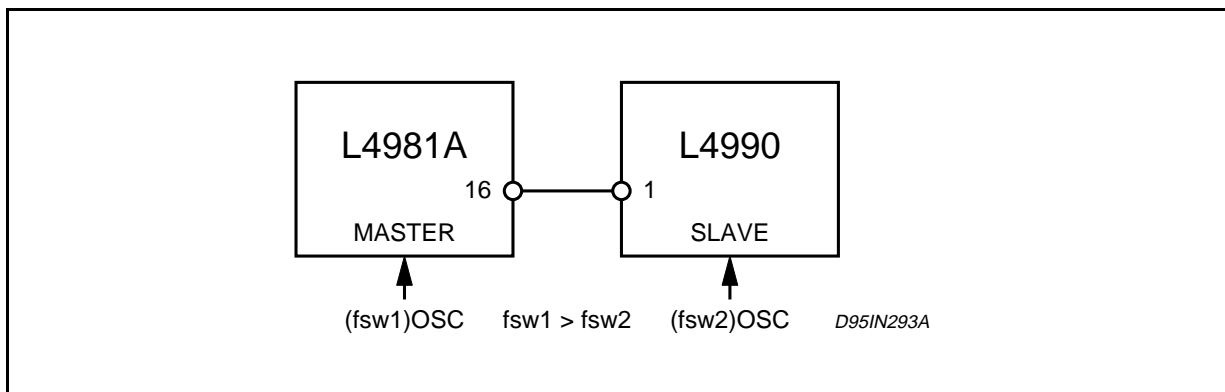 L4981A
L4990
16
1
MASTER
SLAVE
(fsw1)OSC
fsw1 > fsw2
(fsw2)OSC
D95IN293A